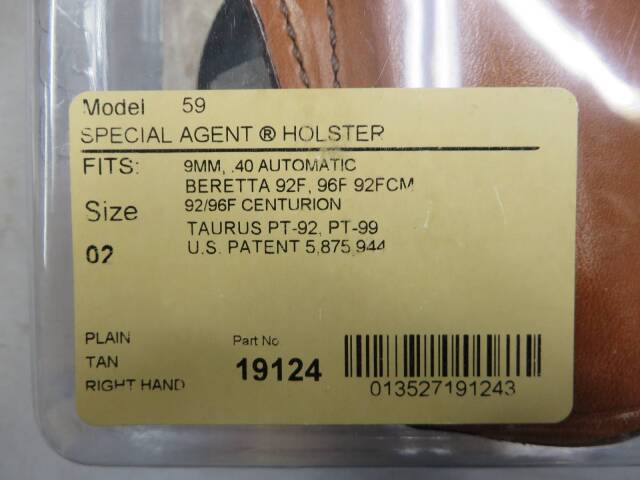 Model 59
SPECIAL AGENT ® HOLSTER
FITS: 9MM, .40 AUTOMATIC
BERETTA 92F, 96F 92FCM
Size 92/96F CENTURION
TAURUS PT-92, PT-99
02 U.S. PATENT 5,875,944
PLAIN Part No
TAN 19124
RIGHT HAND 013527191243